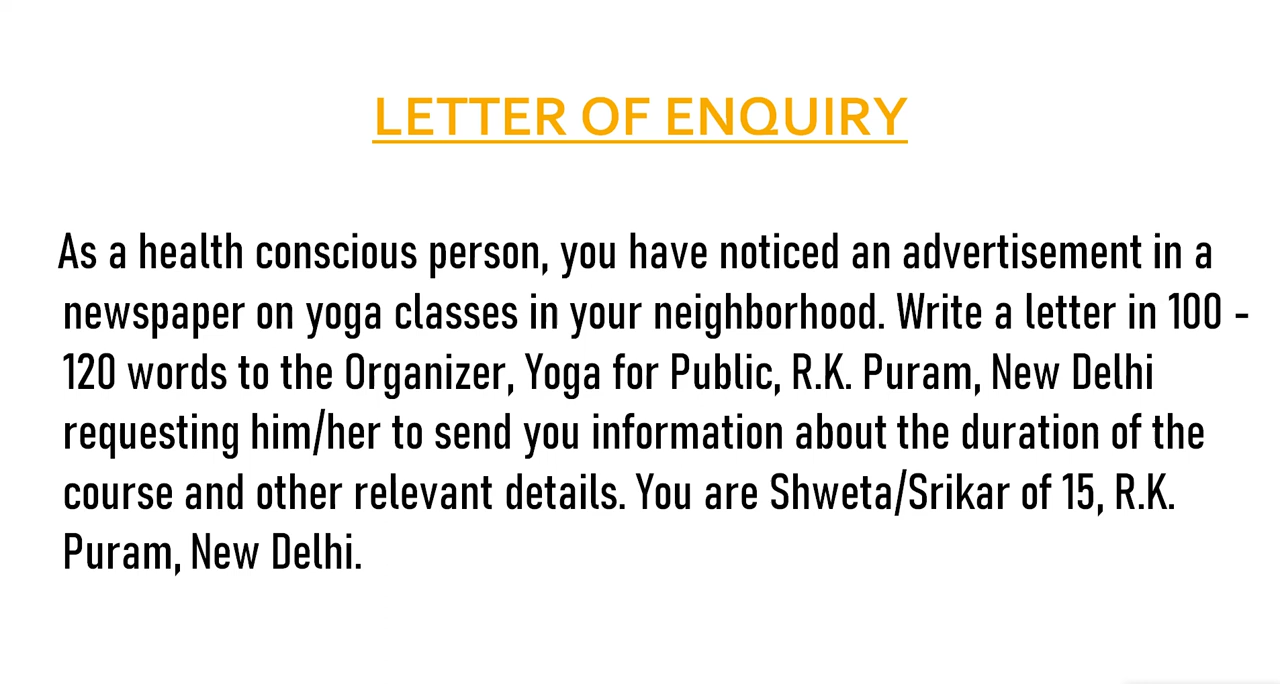 LETTER OF ENQUIRY
As a health conscious person, you have noticed an advertisement in a
newspaper on yoga classes in your neighborhood. Write a letter in 100 -
120 words to the Organizer, Yoga for Public, R.K. Puram, New Delhi
requesting him/her to send you information about the duration of the
course and other relevant details. You are Shweta/Srikar of 15, R.K.
Puram, New Delhi.